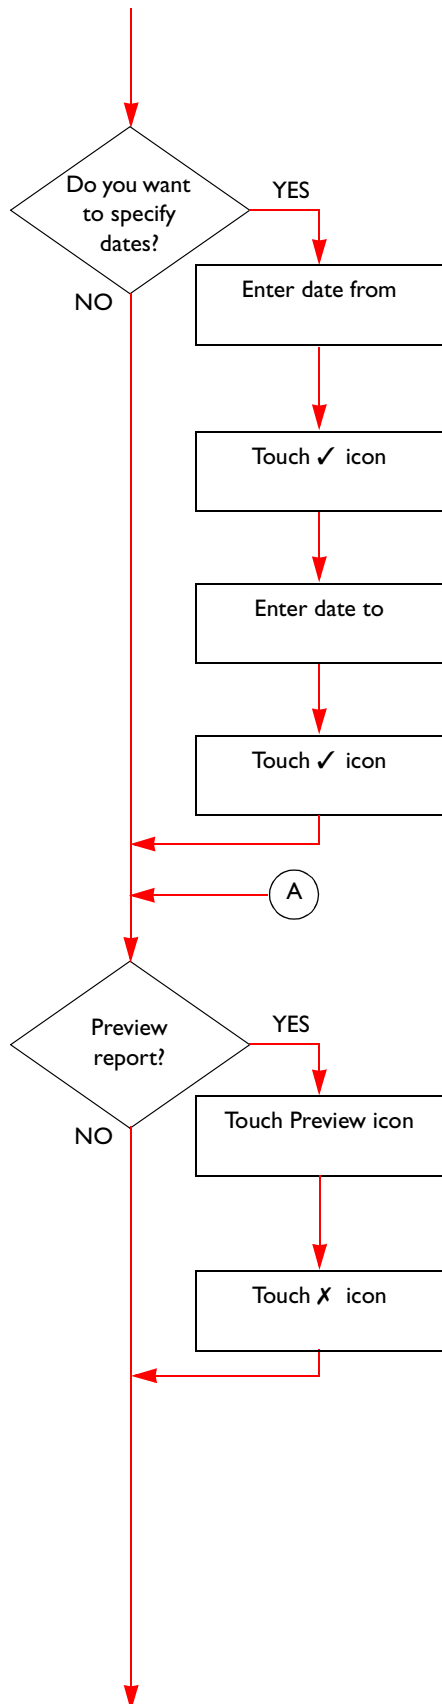 Do you want
to specify
dates?
YES
NO
Enter date from
Touch ✓ icon
Enter date to
Touch ✓ icon
A
Preview
report?
YES
NO
Touch Preview icon
Touch ✗ icon